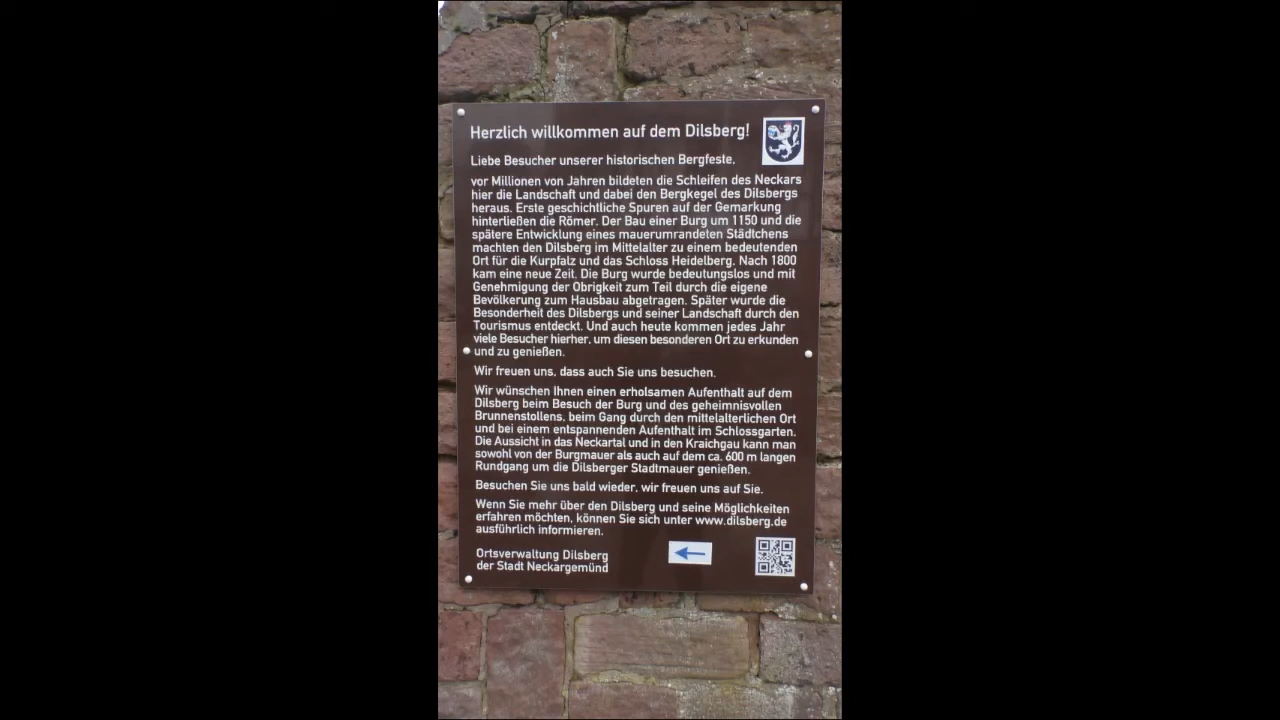 Herzlich willkommen auf dem Dilsberg!
Liebe Besucher unserer historischen Bergfeste,
vor Millionen von Jahren bildeten die Schleifen des Neckars
hier die Landschaft und dabei den Bergkegel des Dilsbergs
heraus. Erste geschichtliche Spuren auf der Gemarkung
hinterließen die Römer. Der Bau einer Burg um 1150 und die
spätere Entwicklung eines mauerumrandeten Städtchens
machten den Dilsberg im Mittelalter zu einem bedeutenden
Ort für die Kurpfalz und das Schloss Heidelberg. Nach 1800
kam eine neue Zeit. Die Burg wurde bedeutungslos und mit
Genehmigung der Obrigkeit zum Teil durch die eigene
Bevölkerung zum Hausbau abgetragen. Später wurde die
Besonderheit des Dilsbergs und seiner Landschaft durch den
Tourismus entdeckt. Und auch heute kommen jedes Jahr
viele Besucher hierher, um diesen besonderen Ort zu erkunden
und zu genießen.
Wir freuen uns, dass auch Sie uns besuchen.
Wir wünschen Ihnen einen erholsamen Aufenthalt auf dem
Dilsberg beim Besuch der Burg und des geheimnisvollen
Brunnenstollens, beim Gang durch den mittelalterlichen Ort
und bei einem entspannenden Aufenthalt im Schlossgarten.
Die Aussicht in das Neckartal und in den Kraichgau kann man
sowohl von der Burgmauer als auch auf dem ca. 600 m langen
Rundgang um die Dilsberger Stadtmauer genießen.
Besuchen Sie uns bald wieder, wir freuen uns auf Sie.
Wenn Sie mehr über den Dilsberg und seine Möglichkeiten
erfahren möchten, können Sie sich unter www.dilsberg.de
ausführlich informieren.
Ortsverwaltung Dilsberg
der Stadt Neckargemünd